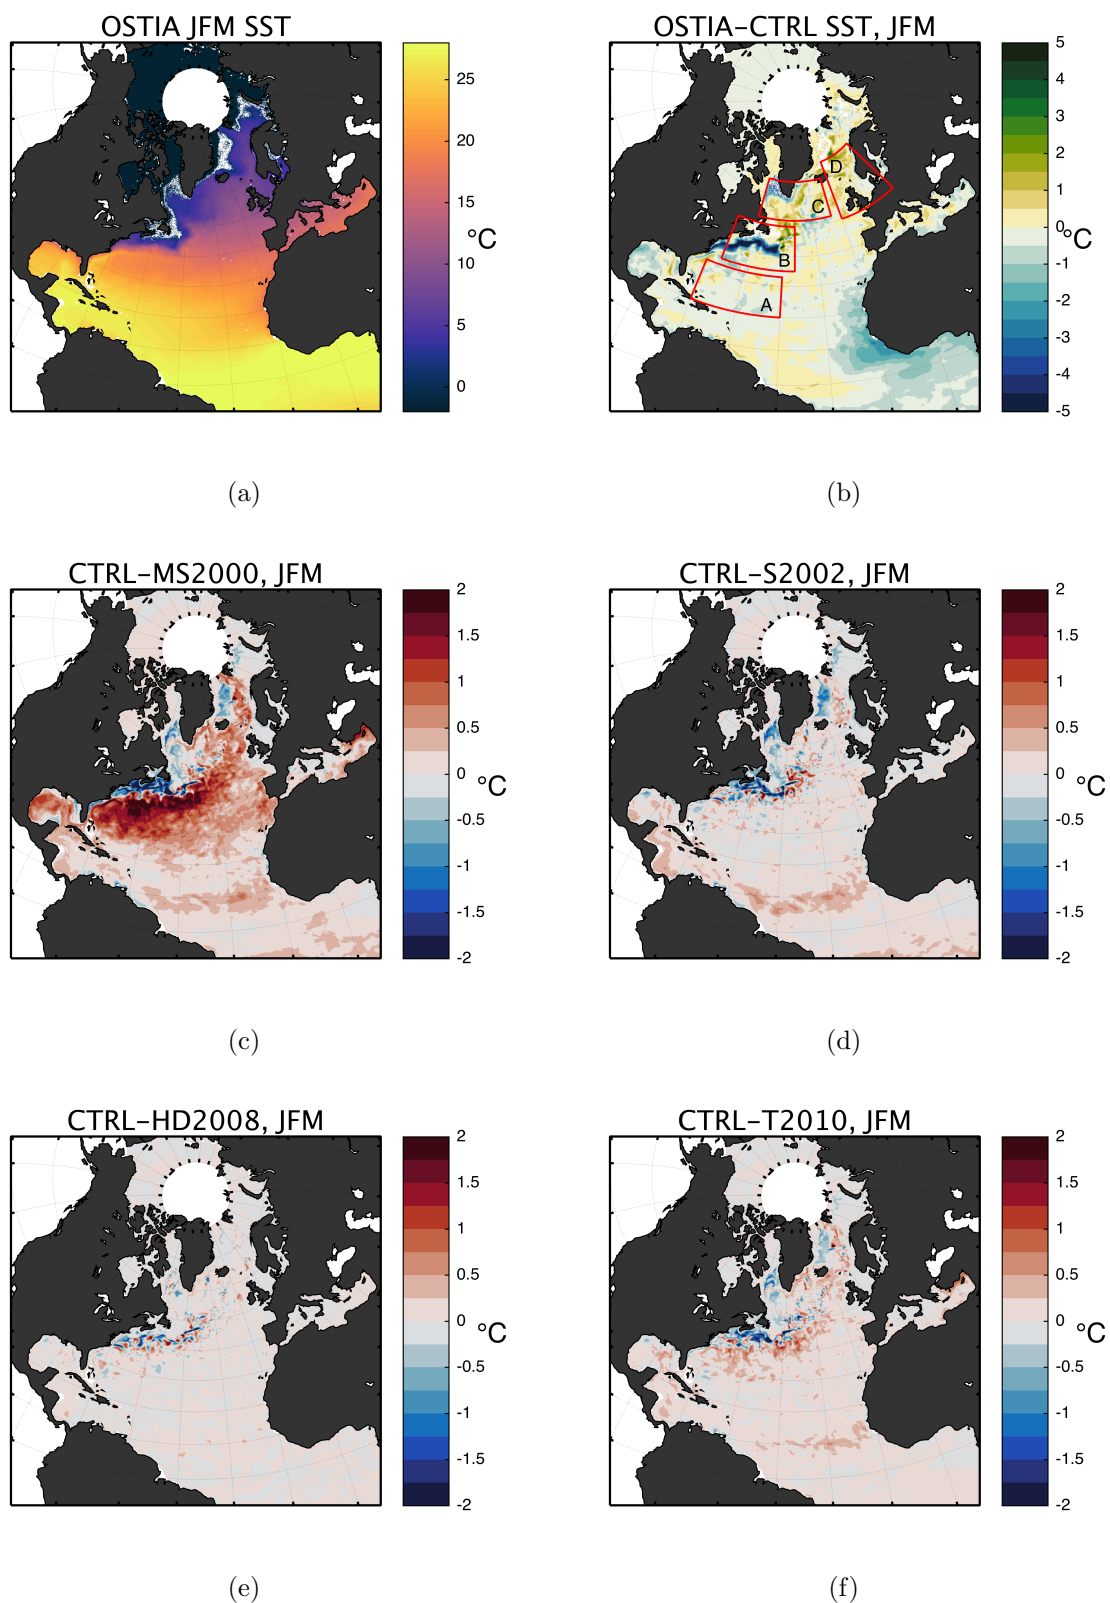 OSTIA JFM SST
25
20
15
10
5
0
°C
(a)
OSTIA-CTRL SST, JFM
5
4
3
2
1
0
-1
-2
-3
-4
-5
°C
A
B
C
D
(b)
CTRL-MS2000, JFM
2
1.5
1
0.5
0
-0.5
-1
-1.5
-2
°C
(c)
CTRL-S2002, JFM
2
1.5
1
0.5
0
-0.5
-1
-1.5
-2
°C
(d)
CTRL-HD2008, JFM
2
1.5
1
0.5
0
-0.5
-1
-1.5
-2
°C
(e)
CTRL-T2010, JFM
2
1.5
1
0.5
0
-0.5
-1
-1.5
-2
°C
(f)